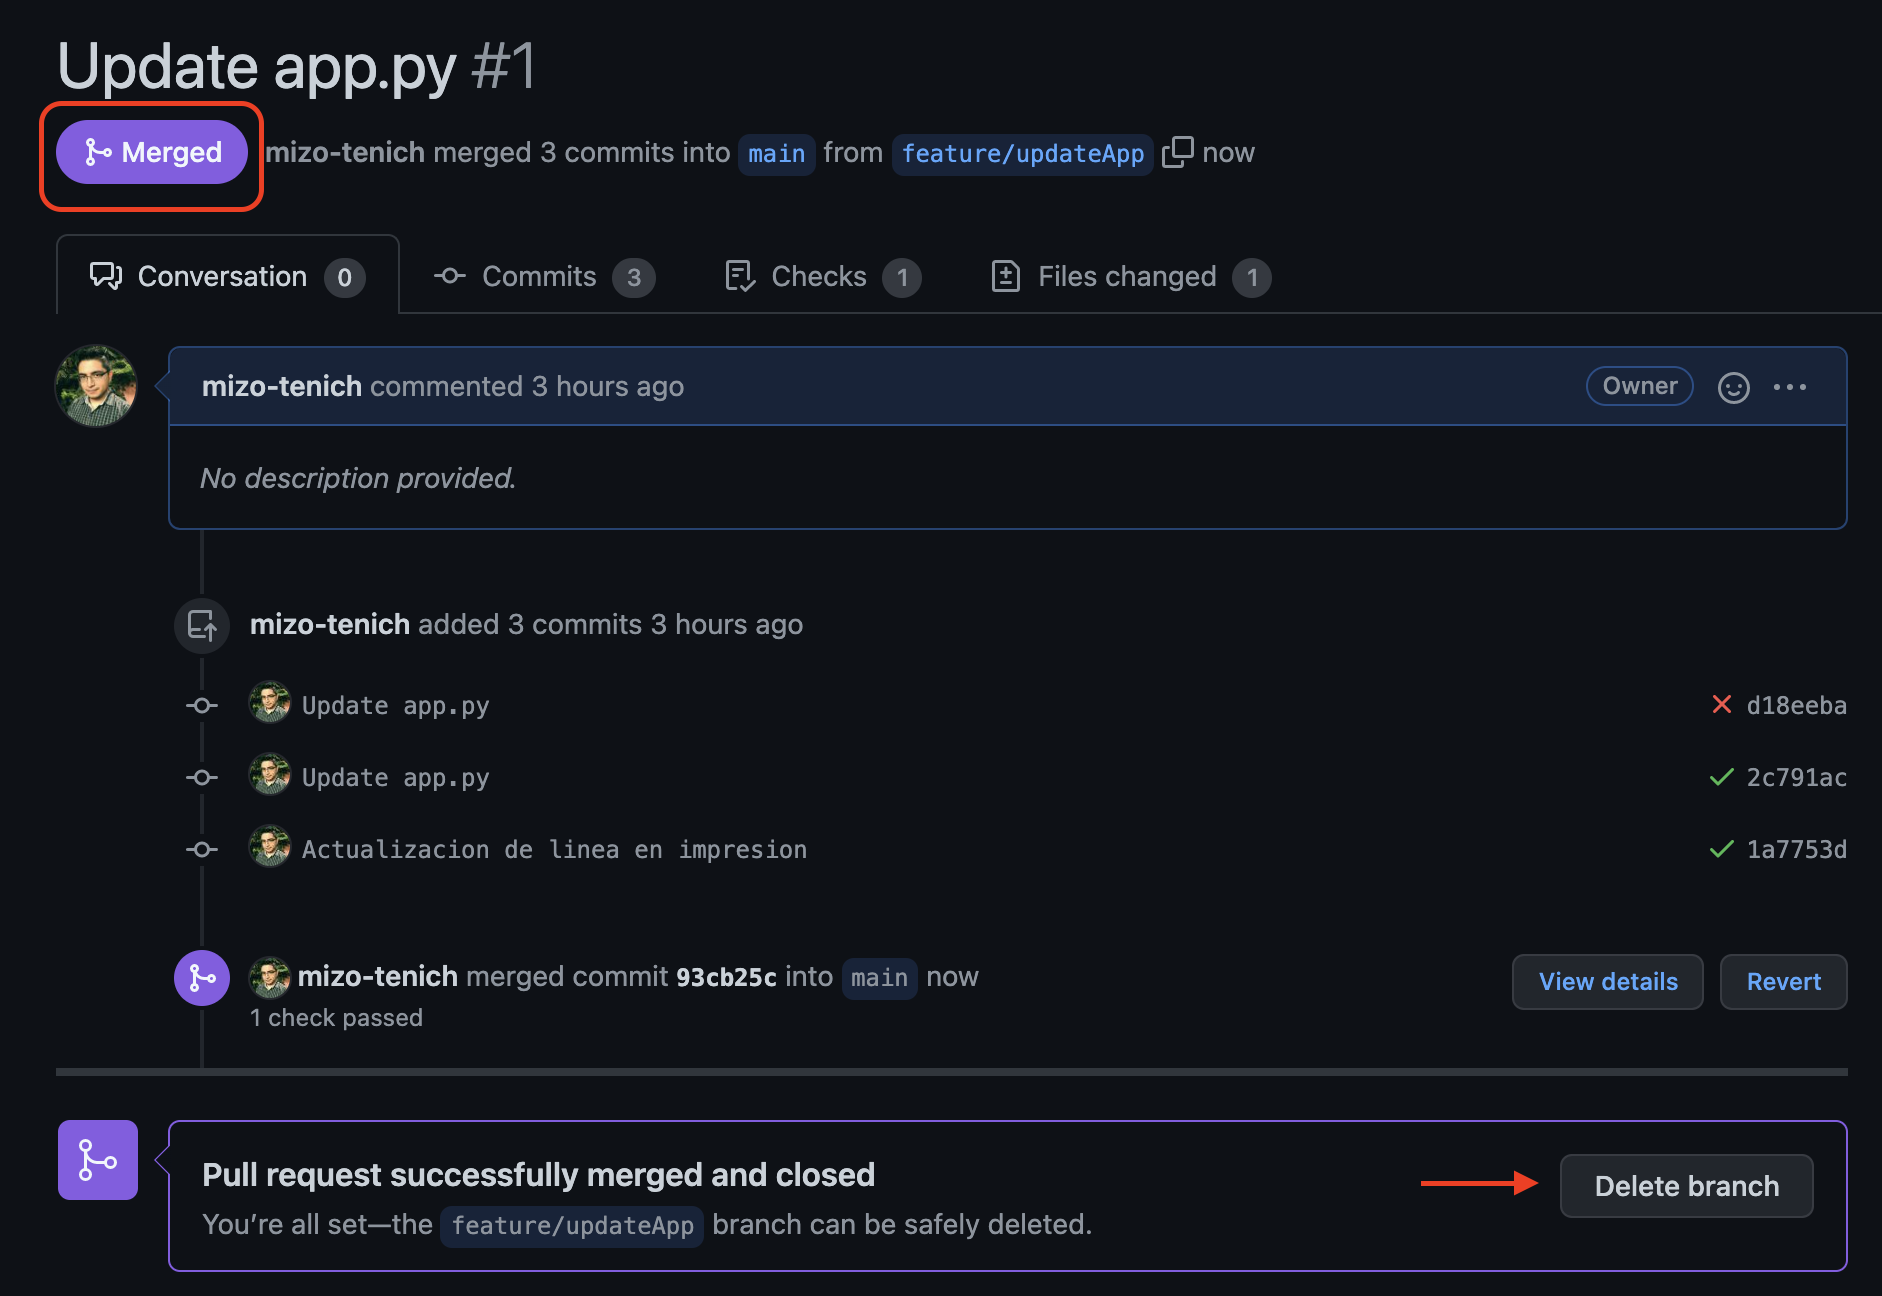 Update app.py #1
Merged mizo-tenich merged 3 commits into main from feature/updateApp now
Conversation 0 Commits 3 Checks 1 Files changed 1
mizo-tenich commented 3 hours ago Owner
No description provided.
mizo-tenich added 3 commits 3 hours ago
Update app.py d18eeba
Update app.py 2c791ac
Actualizacion de linea en impresion 1a7753d
mizo-tenich merged commit 93cb25c into main now View details Revert
1 check passed
Pull request successfully merged and closed
You’re all set—the feature/updateApp branch can be safely deleted.
Delete branch